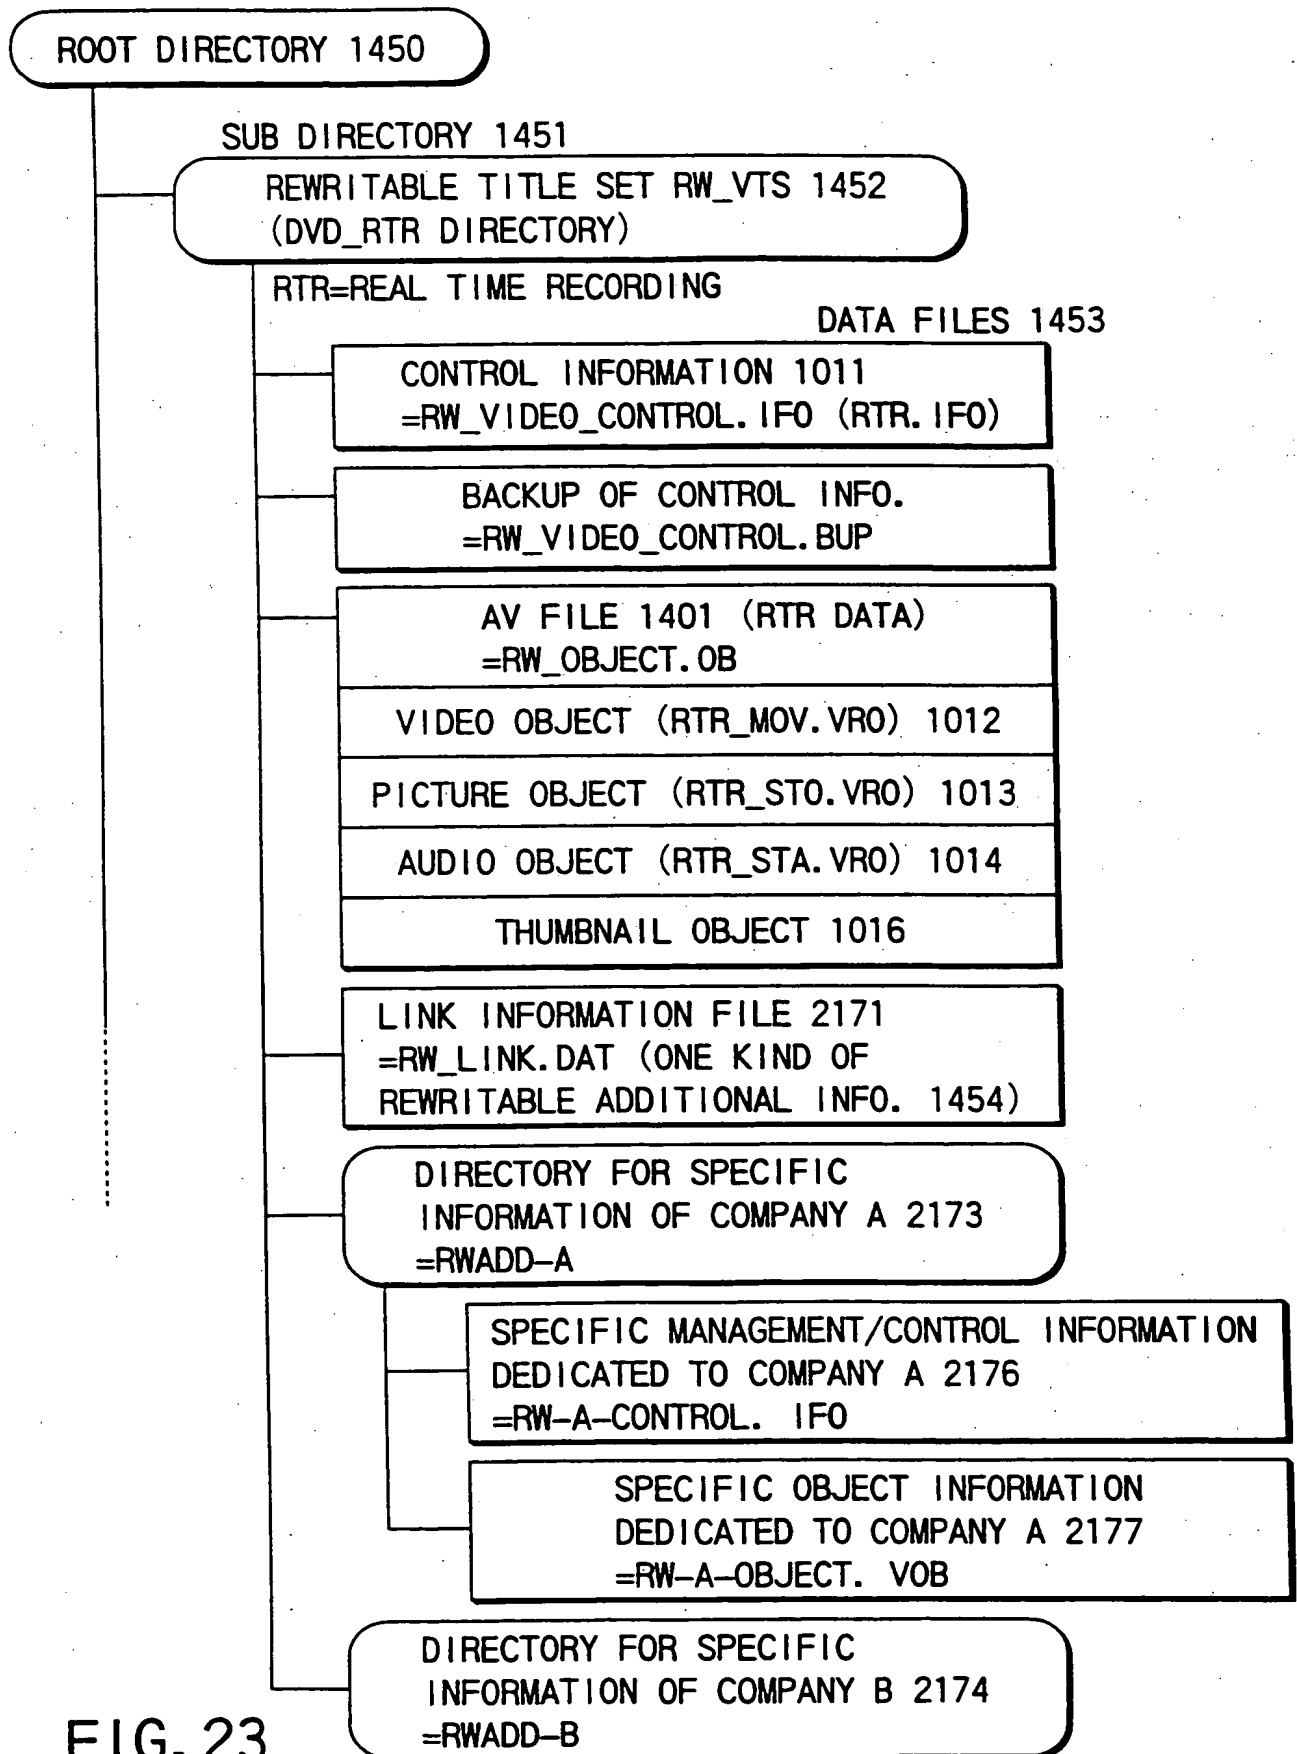 ROOT DIRECTORY 1450
SUB DIRECTORY 1451
REWRITABLE TITLE SET RW_VTS 1452
(DVD_RTR DIRECTORY)
RTR=REAL TIME RECORDING
DATA FILES 1453
CONTROL INFORMATION 1011
=RW_VIDEO_CONTROL.IFO (RTR.IFO)
BACKUP OF CONTROL INFO.
=RW_VIDEO_CONTROL.BUP
AV FILE 1401 (RTR DATA)
=RW_OBJECT.OB
VIDEO OBJECT (RTR_MOV.VRO) 1012
PICTURE OBJECT (RTR_STO.VRO) 1013
AUDIO OBJECT (RTR_STA.VRO) 1014
THUMBNAIL OBJECT 1016
LINK INFORMATION FILE 2171
=RW_LINK.DAT (ONE KIND OF
REWRITABLE ADDITIONAL INFO. 1454)
DIRECTORY FOR SPECIFIC
INFORMATION OF COMPANY A 2173
=RWADD-A
SPECIFIC MANAGEMENT/CONTROL INFORMATION
DEDICATED TO COMPANY A 2176
=RW-A-CONTROL. IFO
SPECIFIC OBJECT INFORMATION
DEDICATED TO COMPANY A 2177
=RW-A-OBJECT. VOB
DIRECTORY FOR SPECIFIC
INFORMATION OF COMPANY B 2174
=RWADD-B
FIG. 23